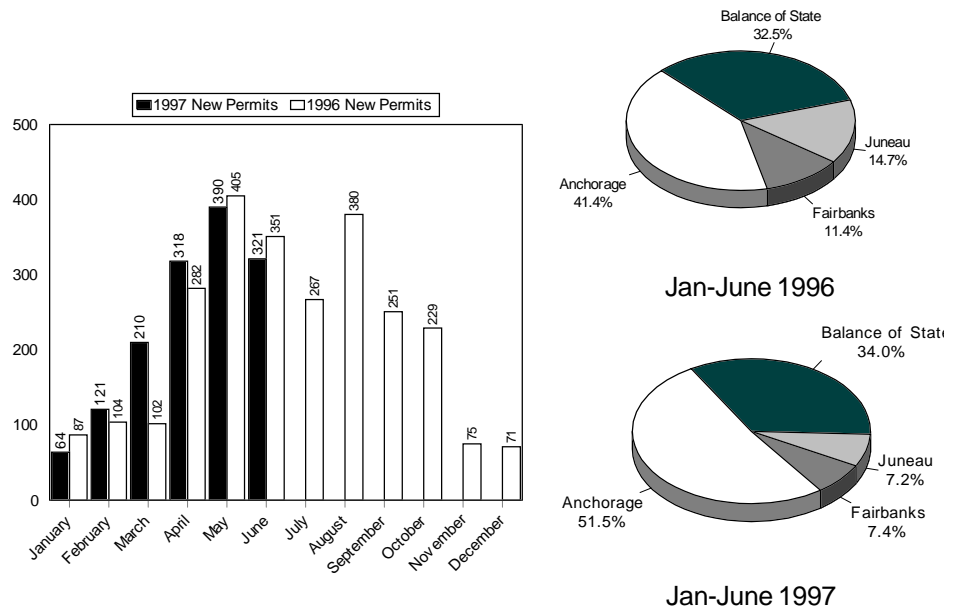 1997 New Permits 1996 New Permits
500
400
300
200
100
0
64
87
121
104
210
102
318
282
390
405
321
351
267
380
251
229
75
71
January
February
March
April
May
June
July
August
September
October
November
December
Balance of State
32.5%
Juneau
14.7%
Fairbanks
11.4%
Anchorage
41.4%
Jan-June 1996
Balance of State
34.0%
Juneau
7.2%
Fairbanks
7.4%
Anchorage
51.5%
Jan-June 1997